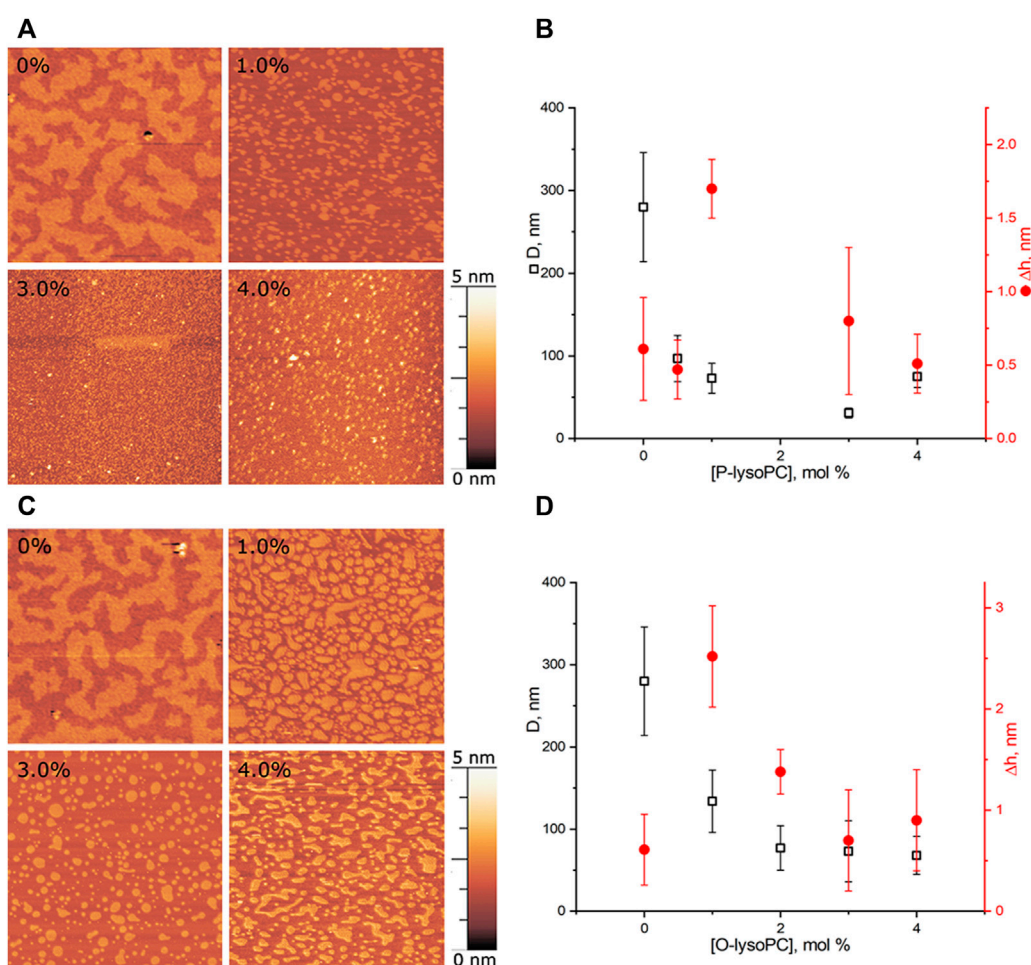 A
0%
1.0%
3.0%
4.0%
5 nm
0 nm
B
400
300
200
100
0
D, nm
2.0
1.5
1.0
0.5
0.0
Δh, nm
0
2
4
[P-lysoPC], mol %
C
0%
1.0%
3.0%
4.0%
5 nm
0 nm
D
400
300
200
100
0
D, nm
3
2
1
0
Δh, nm
0
2
4
[O-lysoPC], mol %